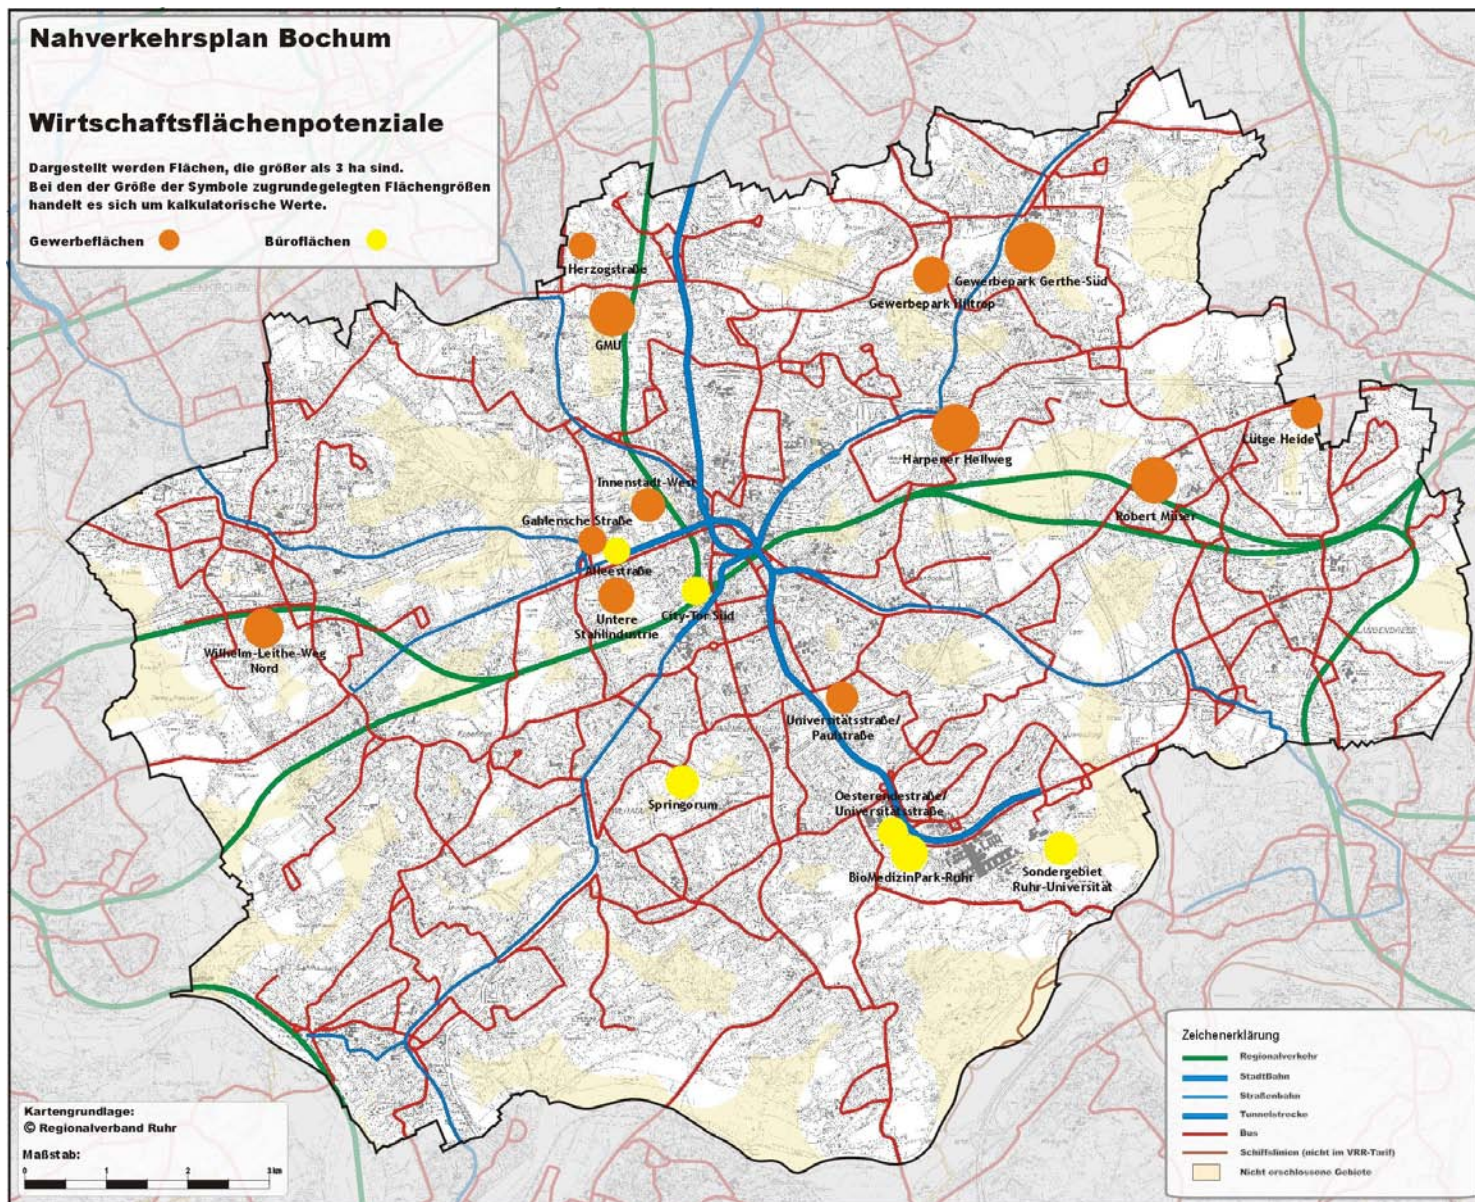 Nahverkehrsplan Bochum
Wirtschaftsflächenpotenziale
Dargestellt werden Flächen, die größer als 3 ha sind.
Bei den der Größe der Symbole zugrundegelegten Flächengrößen
handelt es sich um kalkulatorische Werte.
Gewerbeflächen
Büroflächen
Herzogstraße
GMU
Gewerbepark Gerthe-Süd
Gewerbepark Hiltrop
Harpener Hellweg
Lütge Heide
Robert Müser
Innenstadt-West
Gahlensche Straße
Alleestraße
Untere
Stahlindustrie
City-Tor Süd
Wilhelm-Leithe-Weg
Nord
Universitätsstraße/
Paulstraße
Springorum
Oesterendestraße/
Universitätsstraße
BioMedizinPark-Ruhr
Sondergebiet
Ruhr-Universität
Zeichenerklärung
Regionalverkehr
StadtBahn
Straßenbahn
Tunnelstrecke
Bus
Schiffslinien (nicht im VRR-Tarif)
Nicht erschlossene Gebiete
Kartengrundlage:
© Regionalverband Ruhr
Maßstab:
0 1 2 3 km